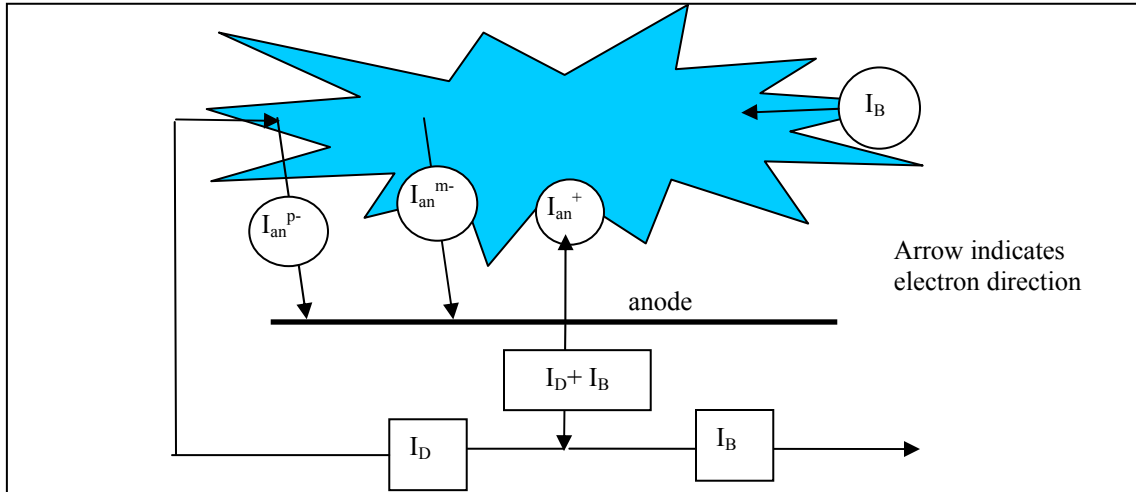 I_B
I_an^m-
I_an^+
I_an^p-
Arrow indicates
electron direction
anode
I_D+ I_B
I_D
I_B